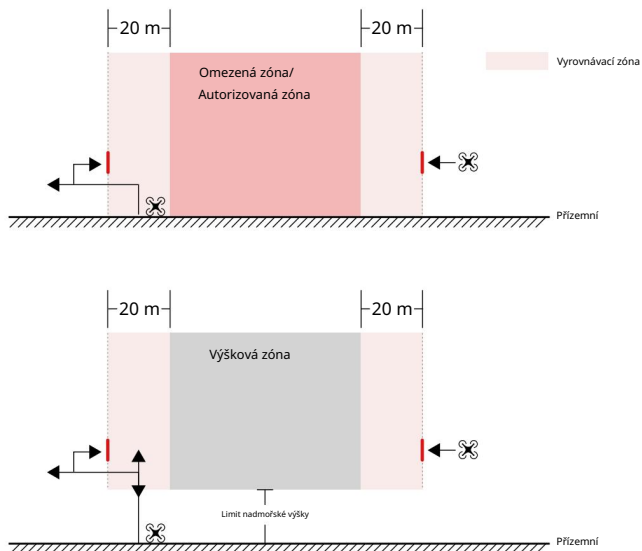 20 m
20 m
Omezená zóna/
Autorizovaná zóna
Vyrovnávací zóna
Přízemní
20 m
20 m
Výšková zóna
Limit nadmořské výšky
Přízemní